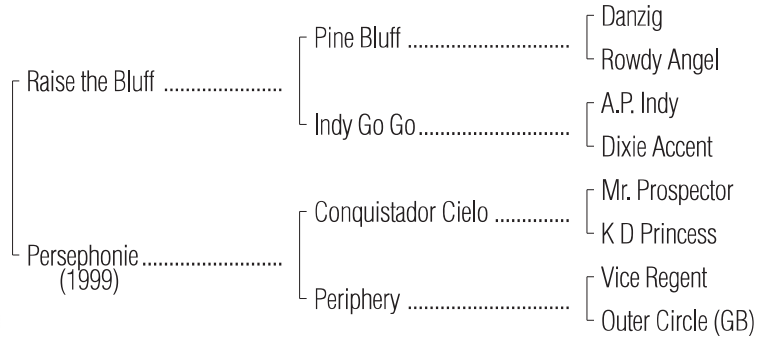 Danzig
Pine Bluff
Rowdy Angel
Raise the Bluff
A.P. Indy
Indy Go Go
Dixie Accent
Mr. Prospector
Conquistador Cielo
K D Princess
Persephonie
(1999)
Vice Regent
Periphery
Outer Circle (GB)